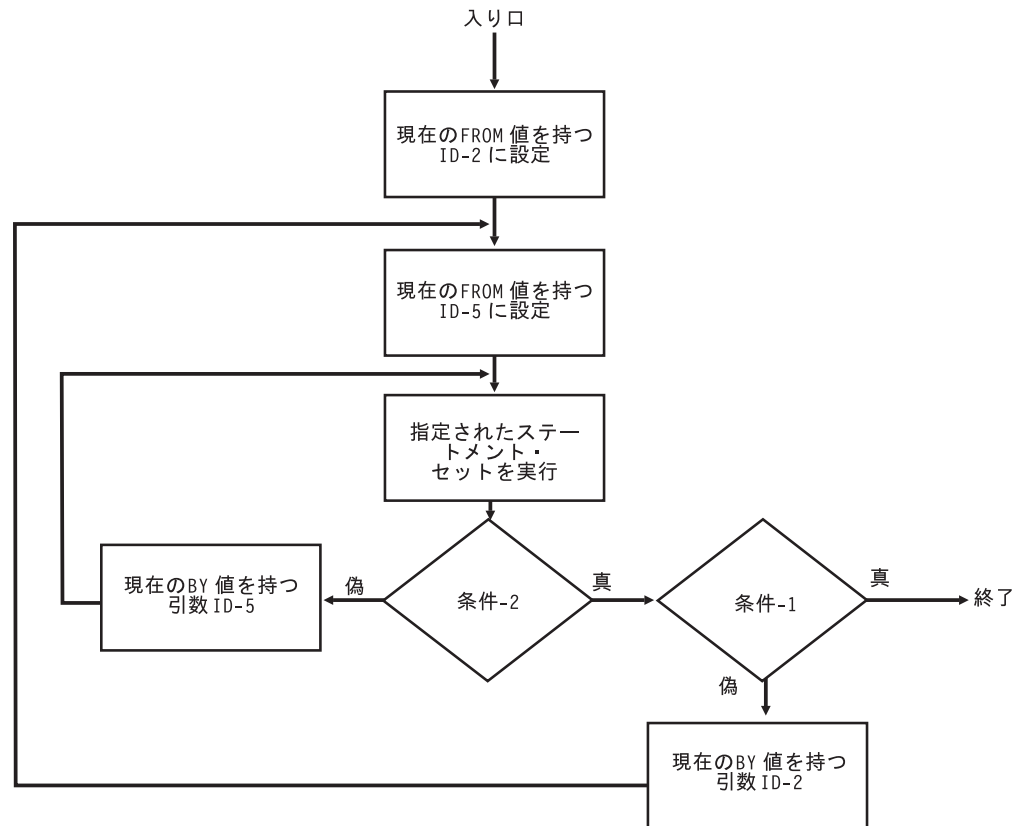 入り口
現在のFROM 値を持つ
ID-2 に設定
現在のFROM 値を持つ
ID-5 に設定
指定されたステー
トメント・
セットを実行
現在のBY 値を持つ
引数 ID-5
偽
条件-2
真
条件-1
真
終了
偽
現在のBY 値を持つ
引数 ID-2